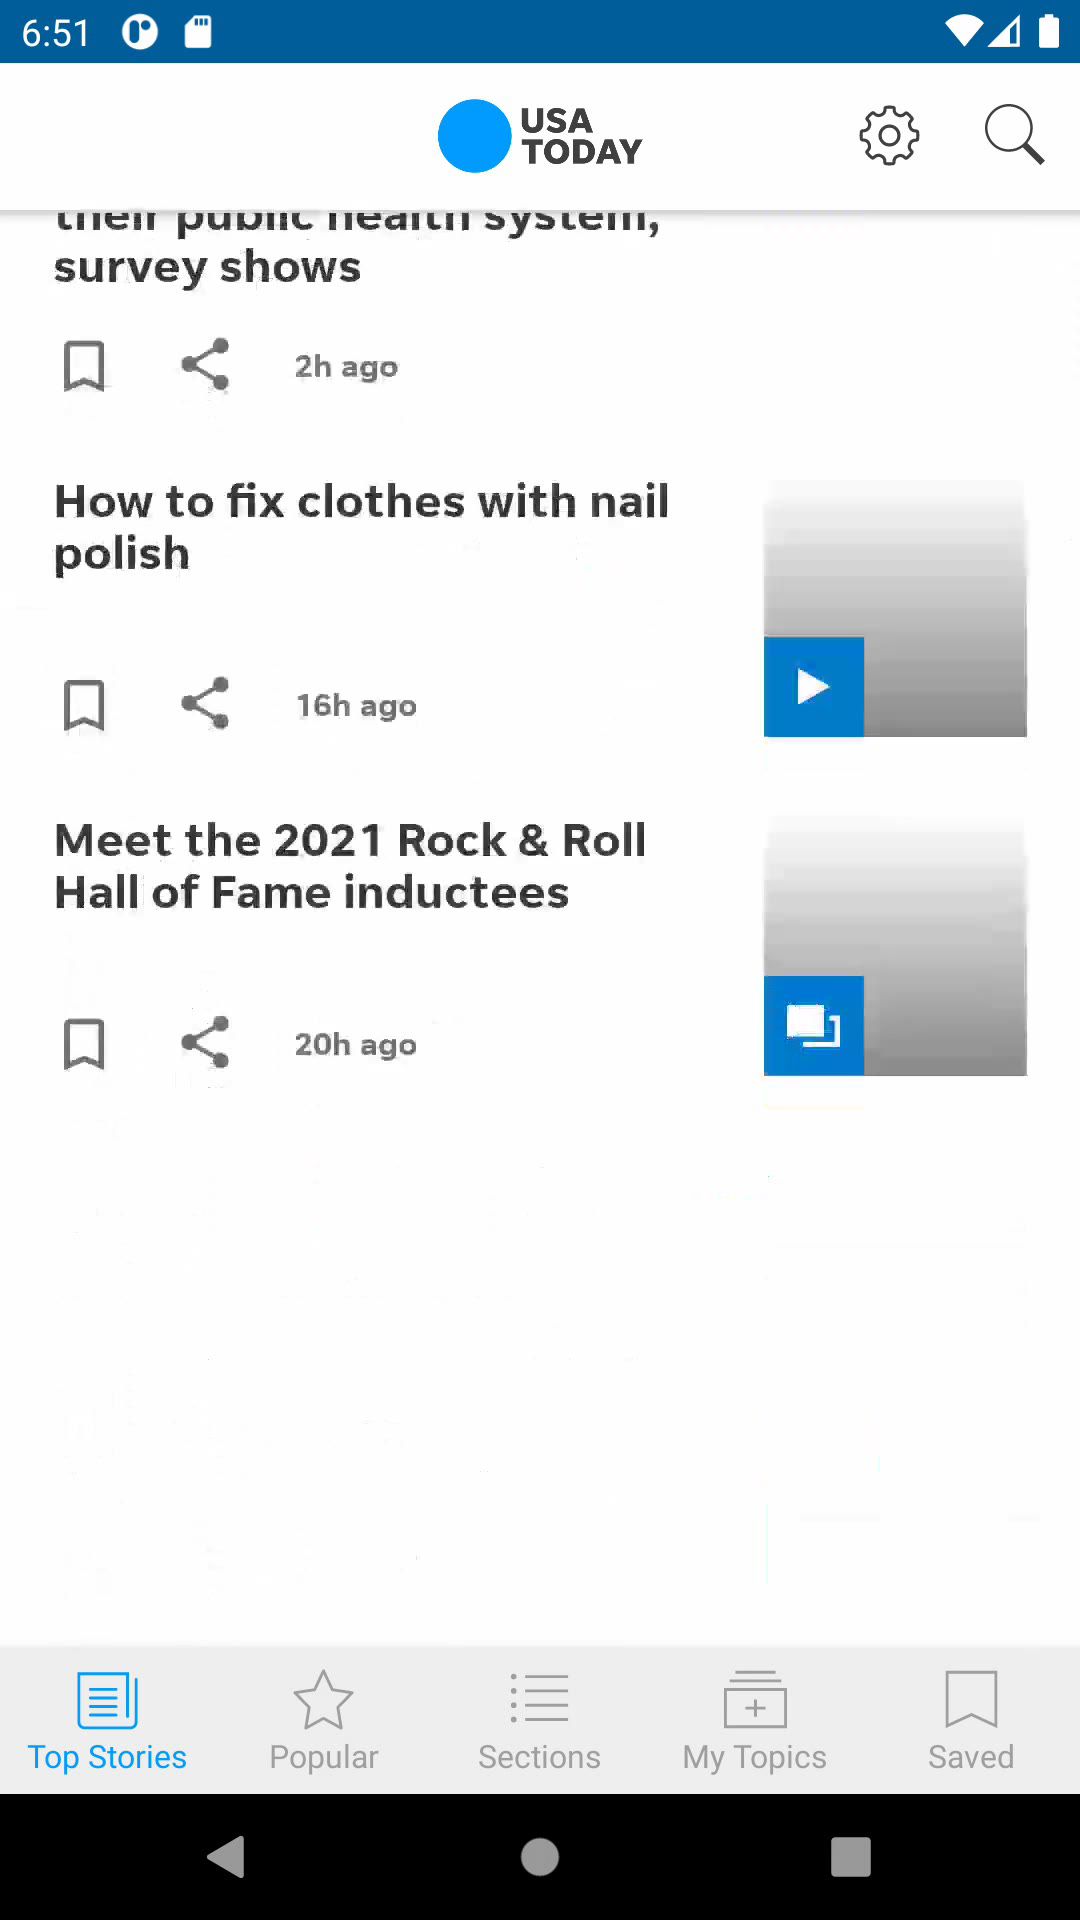 6:51
USA
TODAY
their public health system,
survey shows
2h ago
How to fix clothes with nail
polish
16h ago
Meet the 2021 Rock & Roll
Hall of Fame inductees
20h ago
Top Stories
Popular
Sections
My Topics
Saved